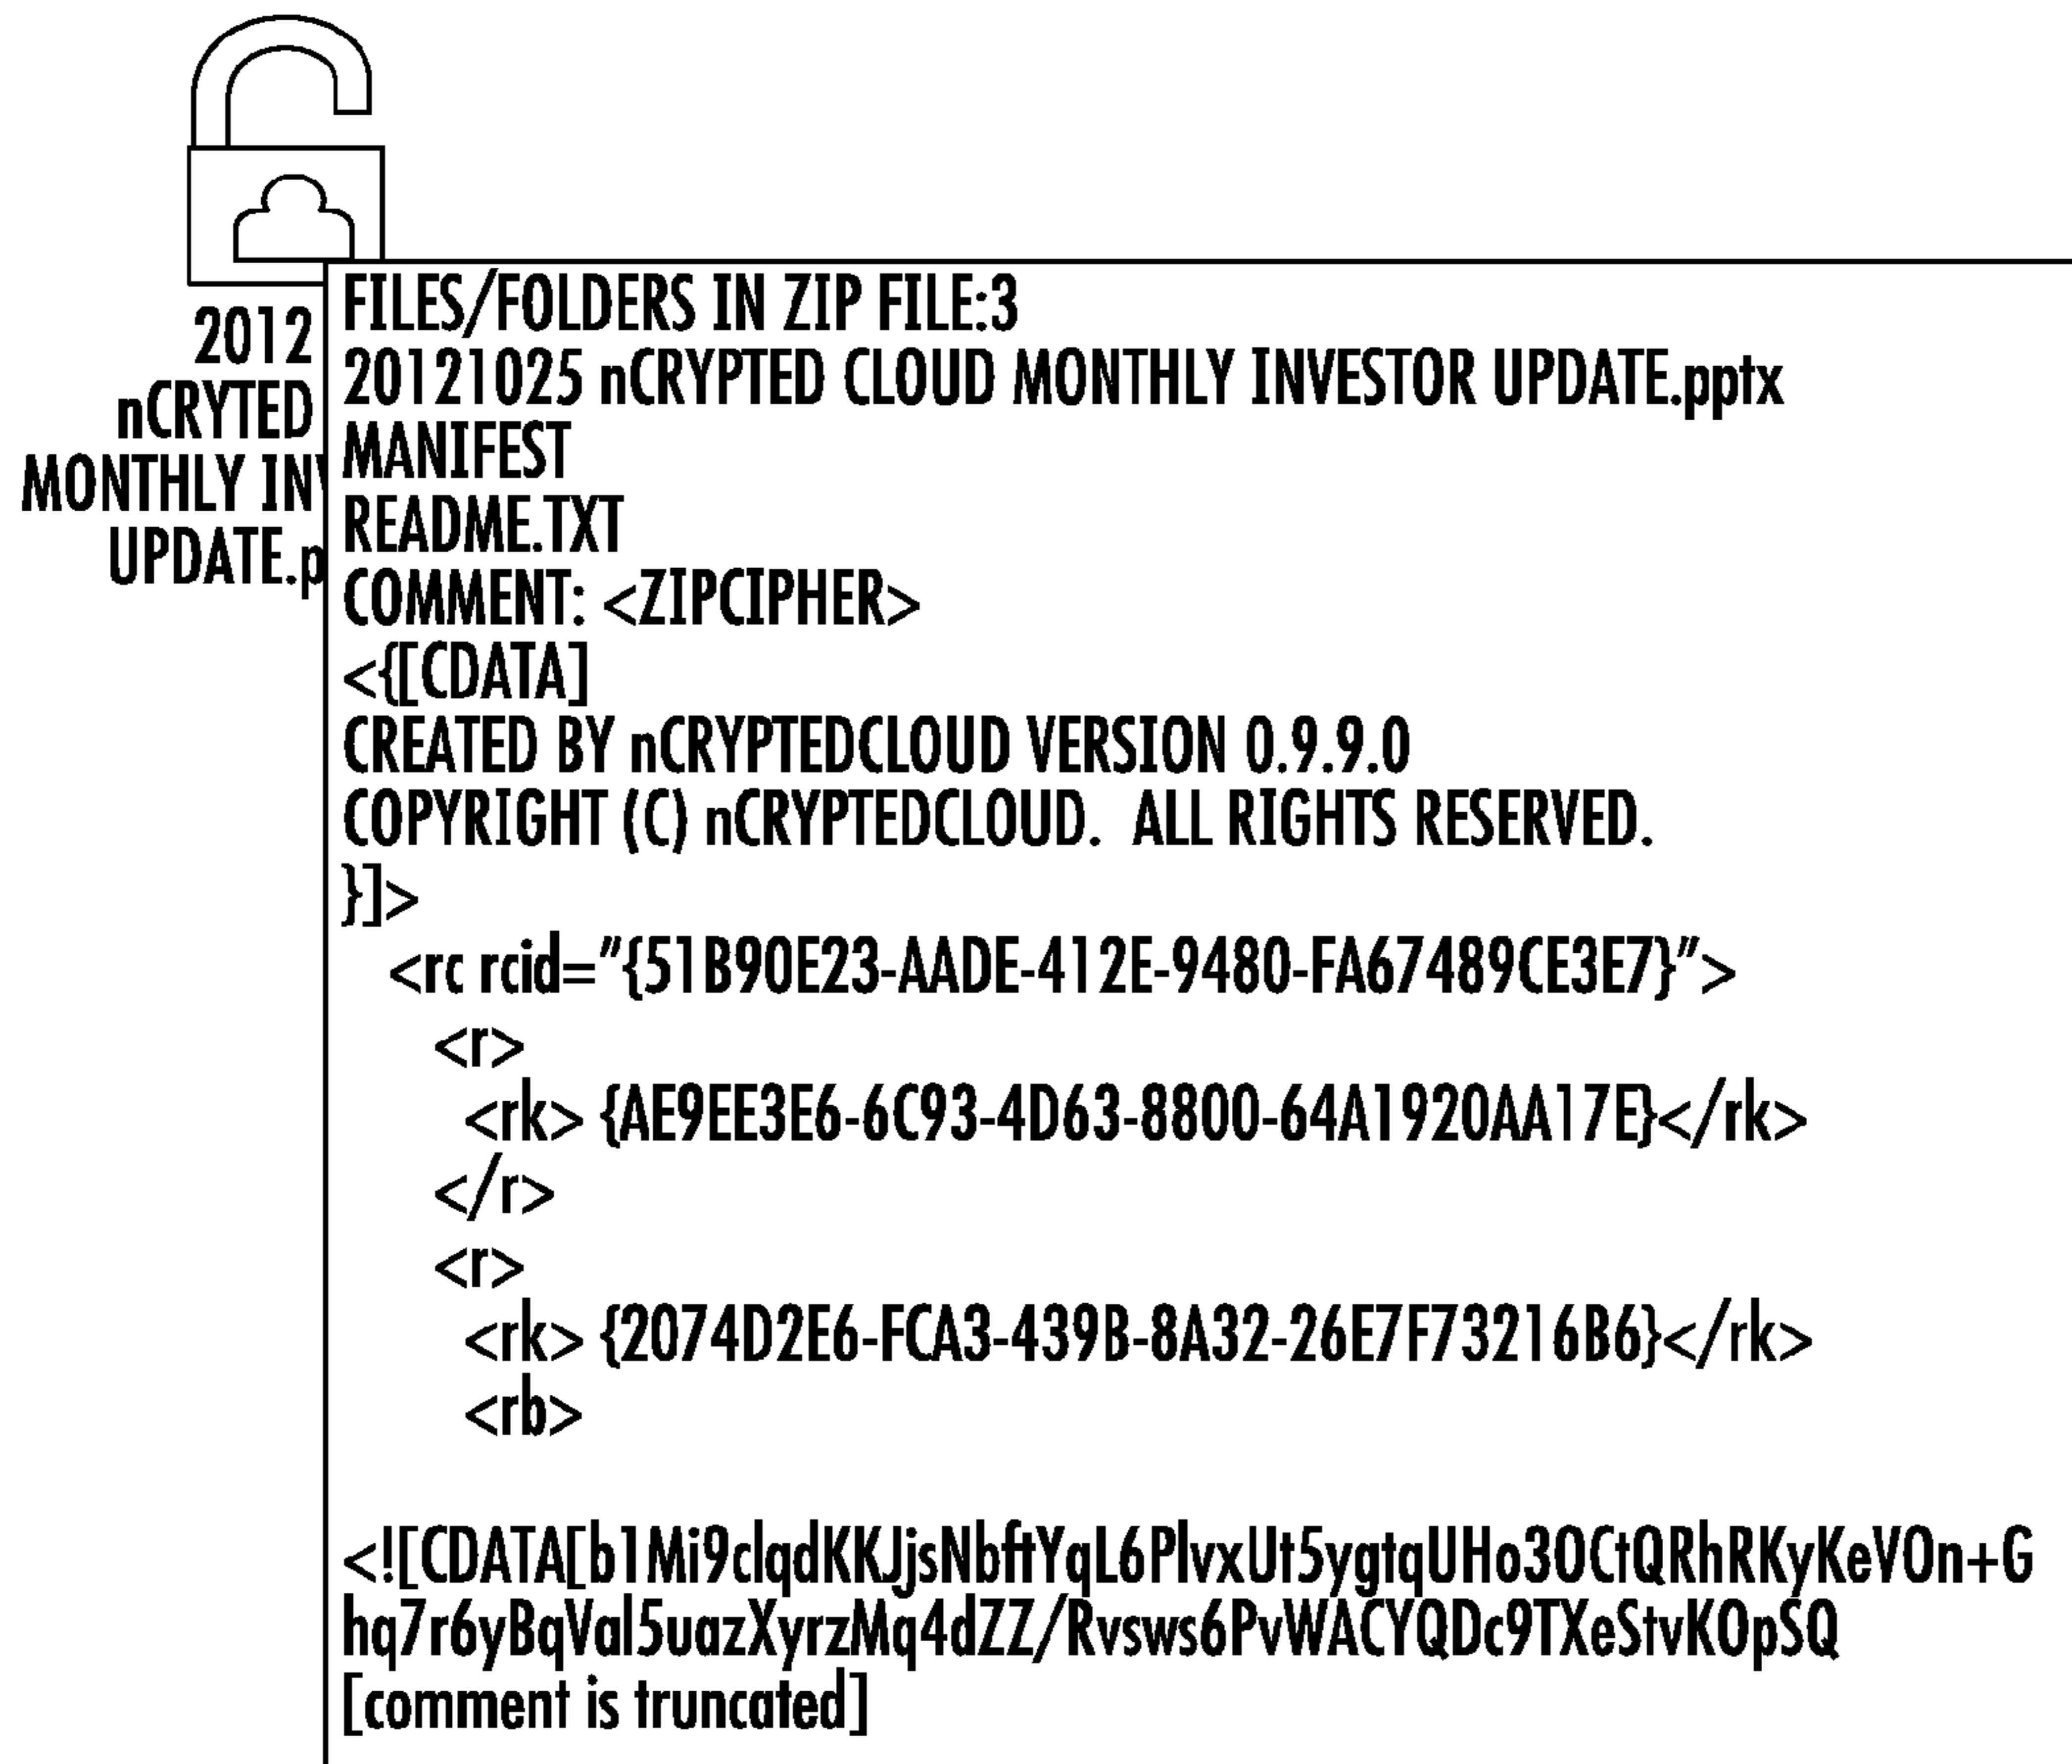 2012
nCRYTED
MONTHLY INV
UPDATE.p
FILES/FOLDERS IN ZIP FILE:3
20121025 nCRYPTED CLOUD MONTHLY INVESTOR UPDATE.pptx
MANIFEST
README.TXT
COMMENT: <ZIPCIPHER>
<{[CDATA]
CREATED BY nCRYPTEDCLOUD VERSION 0.9.9.0
COPYRIGHT (C) nCRYPTEDCLOUD.  ALL RIGHTS RESERVED.
}]>
<rc rcid="{51B90E23-AADE-412E-9480-FA67489CE3E7}">
<r>
<rk> {AE9EE3E6-6C93-4D63-8800-64A1920AA17E}</rk>
</r>
<r>
<rk> {2074D2E6-FCA3-439B-8A32-26E7F73216B6}</rk>
<rb>
<![CDATA[b1Mi9clqdKKJjsNbftYqL6PlvxUt5ygtqUHo3OCtQRhRKyKeVOn+G
hq7r6yBqVal5uazXyrzMq4dZZ/Rvsws6PvWACYQDc9TXeStvKOpSQ
[comment is truncated]